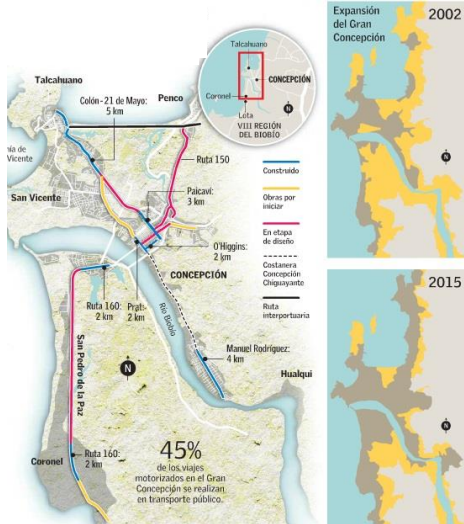 Talcahuano
Colón-21 de Mayo:
5 km
Penco
Talcahuano
CONCEPCIÓN
Coronel
Lota
VIII REGIÓN
DEL BIOBÍO
N
Ruta 150
San Vicente
Paicaví:
3 km
O'Higgins:
2 km
CONCEPCIÓN
Construido
Obras por
iniciar
En etapa
de diseño
Costanera
Concepción
Chiguayante
Ruta
interportuaria
Ruta 160:
2 km
Prat:
2 km
Río Biobío
San Pedro de la Paz
N
Manuel Rodríguez:
4 km
Hualqui
Coronel
Ruta 160:
2 km
45%
de los viajes
motorizados en el Gran
Concepción se realizan
en transporte público.
Expansión
del Gran
Concepción
2002
N
2015
N